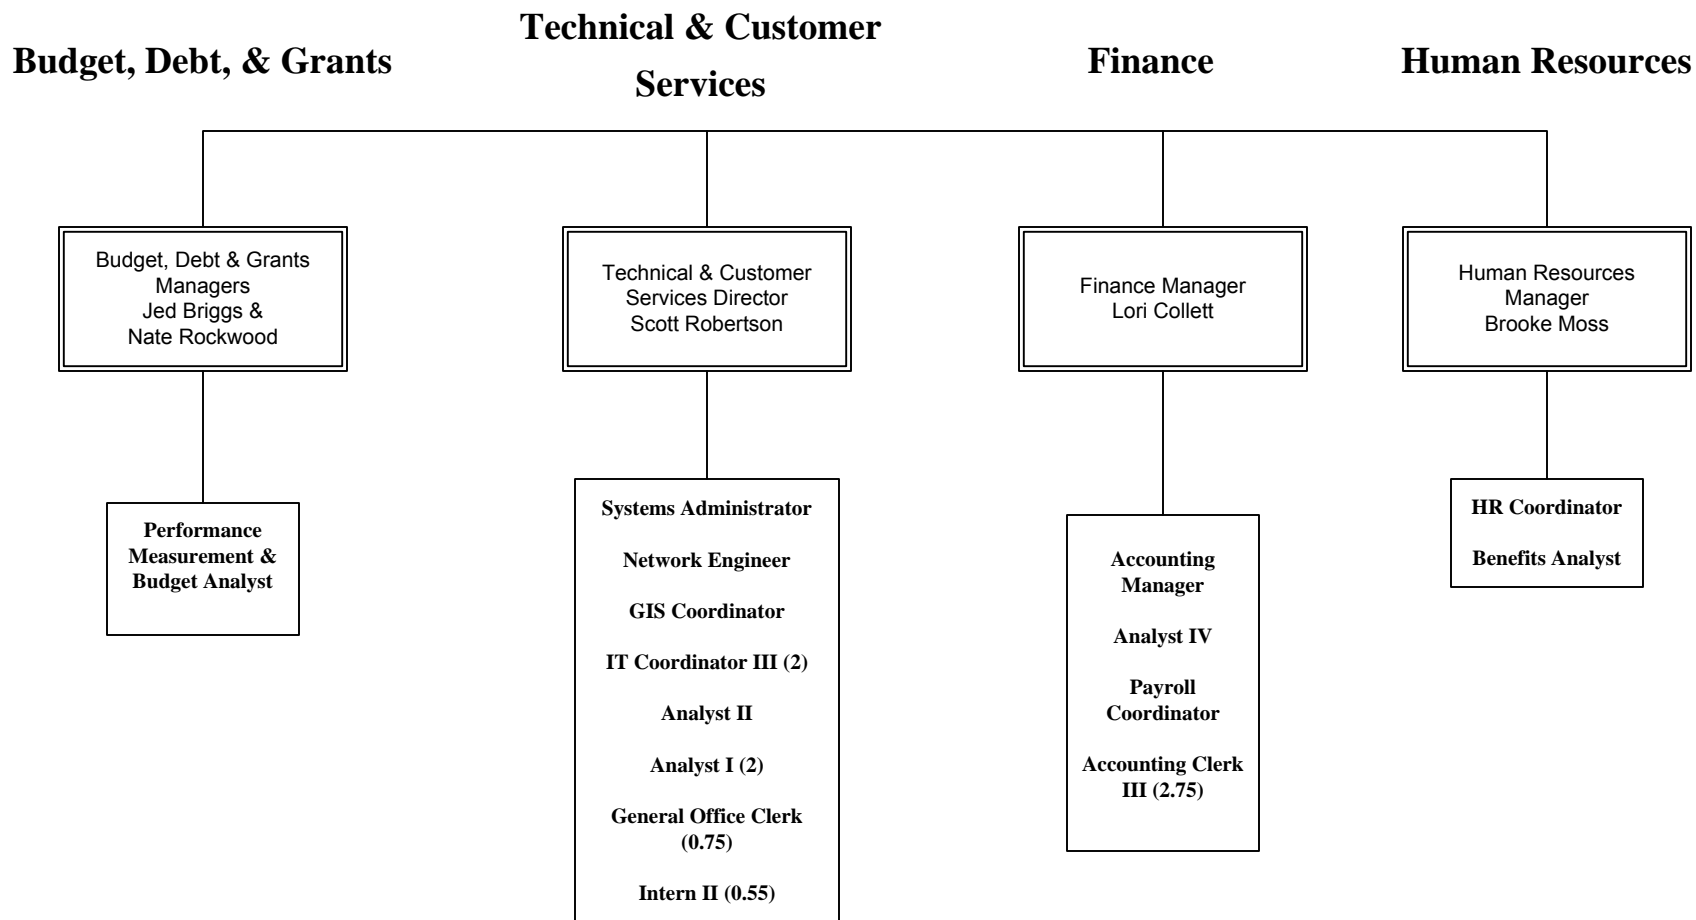 Budget, Debt, & Grants
Technical & Customer
Services
Finance
Human Resources
Budget, Debt & Grants
Managers
Jed Briggs &
Nate Rockwood
Technical & Customer
Services Director
Scott Robertson
Finance Manager
Lori Collett
Human Resources
Manager
Brooke Moss
Performance
Measurement &
Budget Analyst
Systems Administrator
Network Engineer
GIS Coordinator
IT Coordinator III (2)
Analyst II
Analyst I (2)
General Office Clerk
(0.75)
Intern II (0.55)
Accounting
Manager
Analyst IV
Payroll
Coordinator
Accounting Clerk
III (2.75)
HR Coordinator
Benefits Analyst